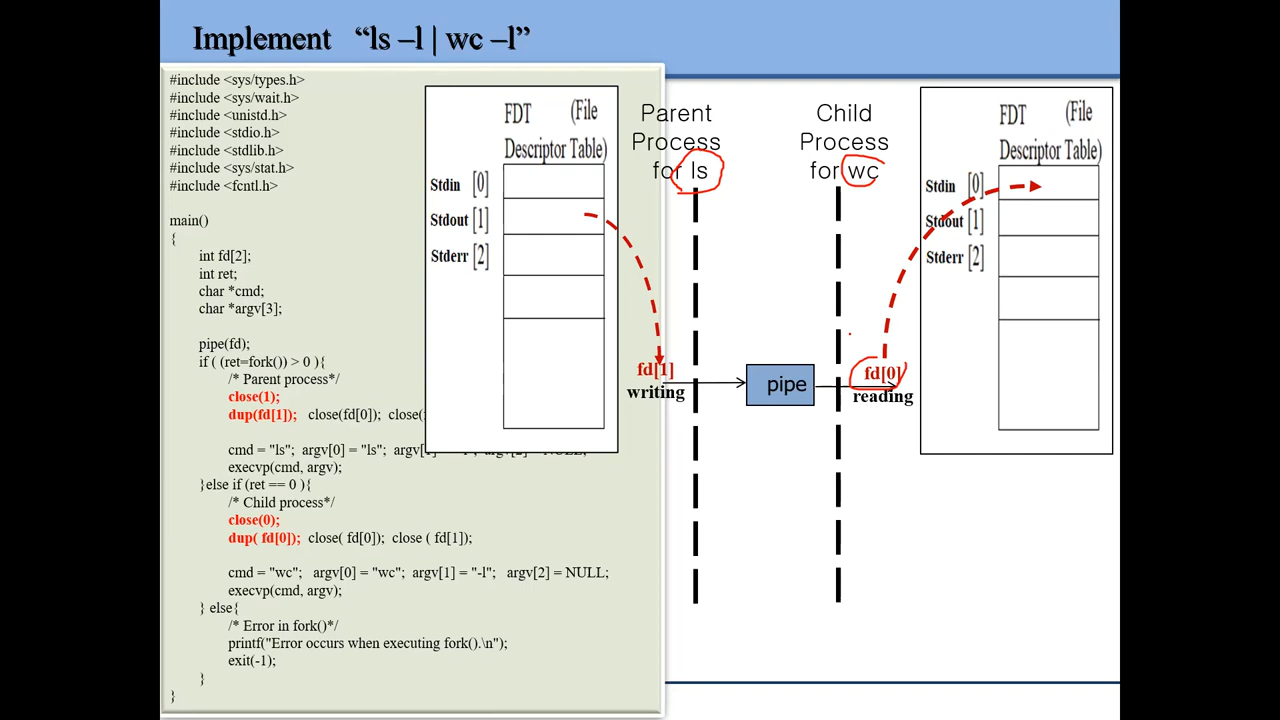 Implement “ls –l | wc –l”
#include <sys/types.h>
#include <sys/wait.h>
#include <unistd.h>
#include <stdio.h>
#include <stdlib.h>
#include <sys/stat.h>
#include <fcntl.h>
main()
{
int fd[2];
int ret;
char *cmd;
char *argv[3];
pipe(fd);
if ( (ret=fork()) > 0 ){
/* Parent process*/
close(1);
dup(fd[1]); close(fd[0]); close(
cmd = "ls"; argv[0] = "ls"; argv[
execvp(cmd, argv);
}else if (ret == 0 ){
/* Child process*/
close(0);
dup( fd[0]); close( fd[0]); close ( fd[1]);
cmd = "wc"; argv[0] = "wc"; argv[1] = "-l"; argv[2] = NULL;
execvp(cmd, argv);
} else{
/* Error in fork()*/
printf("Error occurs when executing fork().\n");
exit(-1);
}
}
FDT (File
Descriptor Table)
Stdin [0]
Stdout [1]
Stderr [2]
Parent
Process
for ls
fd[1]
writing
pipe
Child
Process
for wc
fd[0]
reading
FDT (File
Descriptor Table)
Stdin [0]
Stdout [1]
Stderr [2]